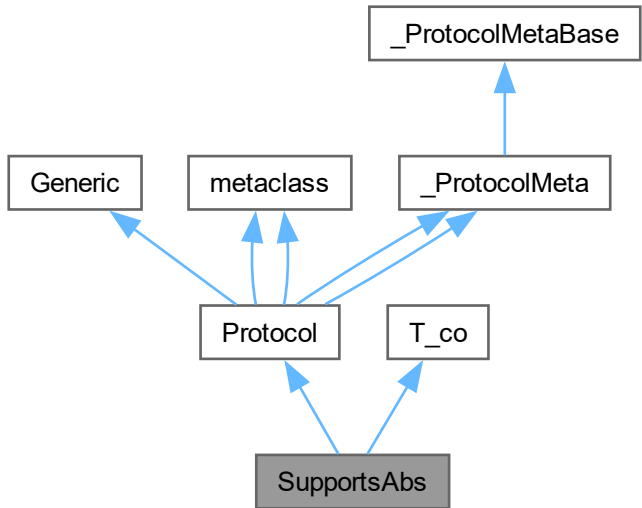 _ProtocolMetaBase
Generic
metaclass
_ProtocolMeta
Protocol
T_co
SupportsAbs